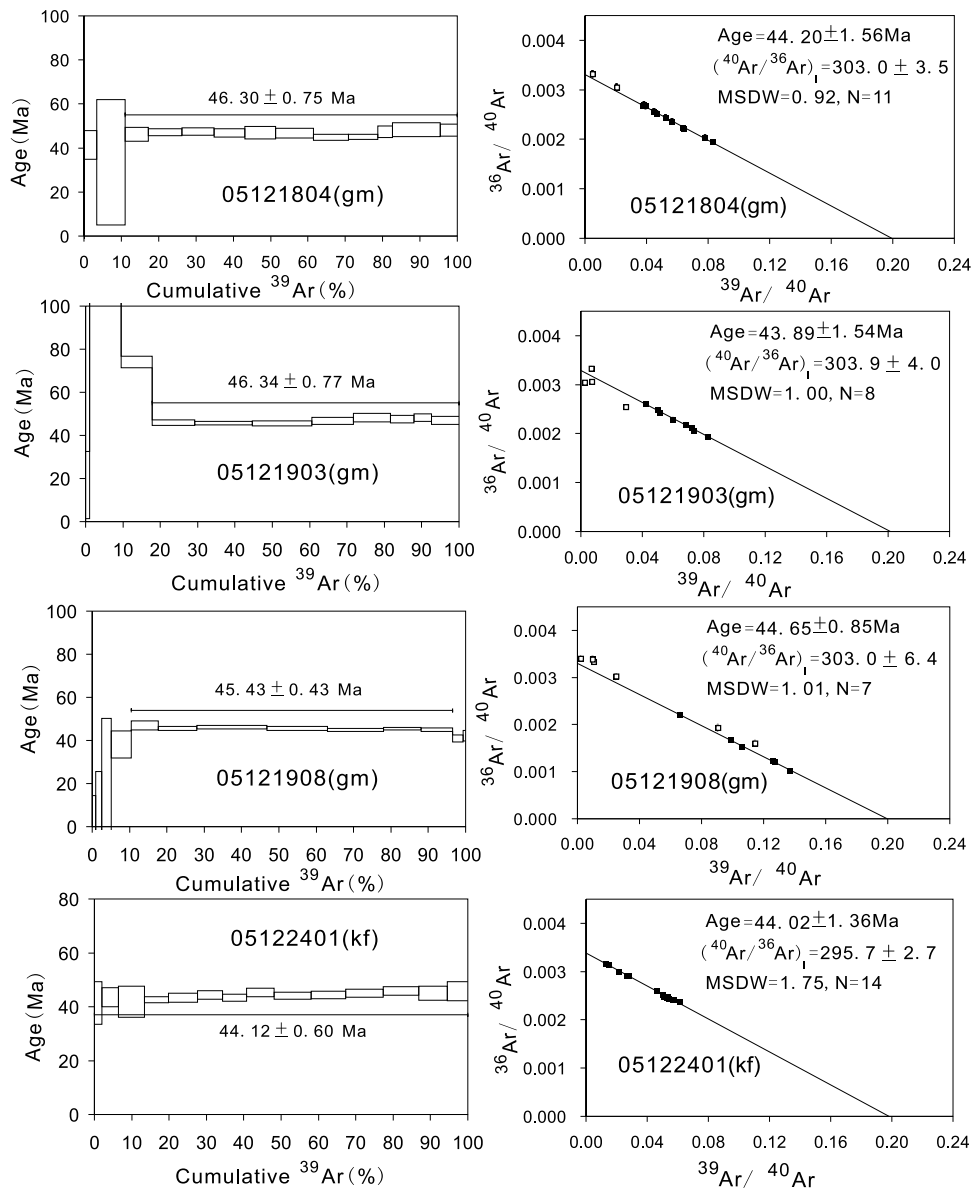 100
80
60
40
20
0
Age(Ma)
46.30 ± 0.75 Ma
05121804(gm)
0 10 20 30 40 50 60 70 80 90 100
Cumulative 39Ar(%)
0.004
0.003
0.002
0.001
0.000
36Ar/ 40Ar
Age=44.20±1.56Ma
(40Ar/36Ar)I=303.0 ± 3.5
MSDW=0.92, N=11
05121804(gm)
0.00 0.04 0.08 0.12 0.16 0.20 0.24
39Ar/ 40Ar
100
80
60
40
20
0
Age(Ma)
46.34 ± 0.77 Ma
05121903(gm)
0 10 20 30 40 50 60 70 80 90 100
Cumulative 39Ar(%)
0.004
0.003
0.002
0.001
0.000
36Ar/ 40Ar
Age=43.89±1.54Ma
(40Ar/36Ar)I=303.9 ± 4.0
MSDW=1.00, N=8
05121903(gm)
0.00 0.04 0.08 0.12 0.16 0.20 0.24
39Ar/ 40Ar
100
80
60
40
20
0
Age(Ma)
45.43 ± 0.43 Ma
05121908(gm)
0 10 20 30 40 50 60 70 80 90 100
Cumulative 39Ar(%)
0.004
0.003
0.002
0.001
0.000
36Ar/ 40Ar
Age=44.65±0.85Ma
(40Ar/36Ar)I=303.0 ± 6.4
MSDW=1.01, N=7
05121908(gm)
0.00 0.04 0.08 0.12 0.16 0.20 0.24
39Ar/ 40Ar
80
60
40
20
0
Age(Ma)
05122401(kf)
44.12 ± 0.60 Ma
0 10 20 30 40 50 60 70 80 90 100
Cumulative 39Ar(%)
0.004
0.003
0.002
0.001
0.000
36Ar/ 40Ar
Age=44.02±1.36Ma
(40Ar/36Ar)I=295.7 ± 2.7
MSDW=1.75, N=14
05122401(kf)
0.00 0.04 0.08 0.12 0.16 0.20 0.24
39Ar/ 40Ar